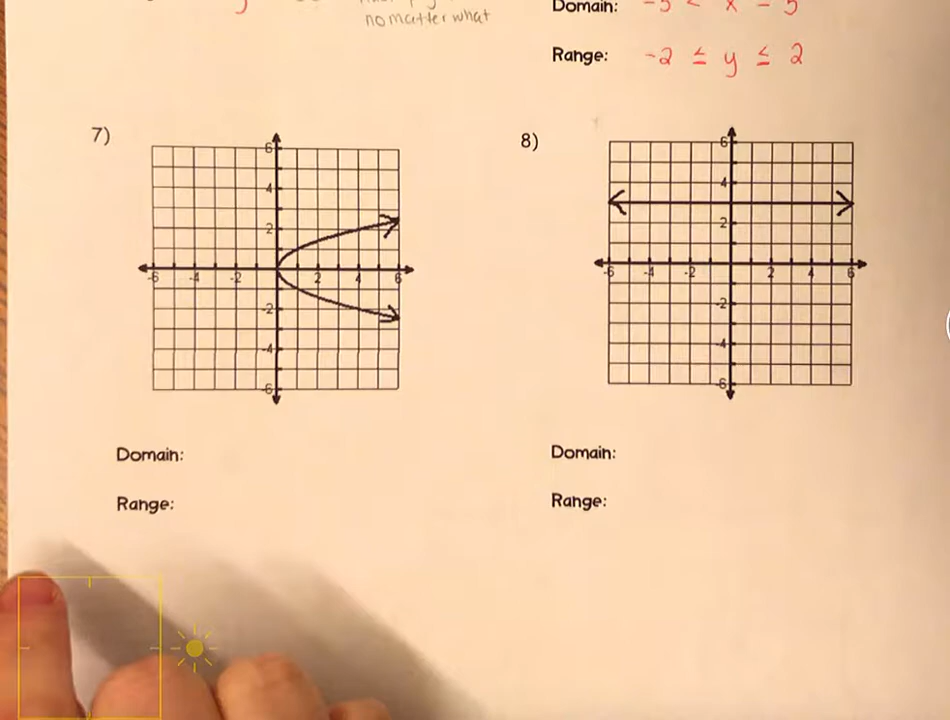 no matter what
Domain:
Range: -2 ≤ y ≤ 2
7)
8)
6
4
2
-6 -4 -2 2 4 6
-2
-4
-6
6
4
2
-6 -4 -2 2 4 6
-2
-4
-6
Domain:
Domain:
Range:
Range: